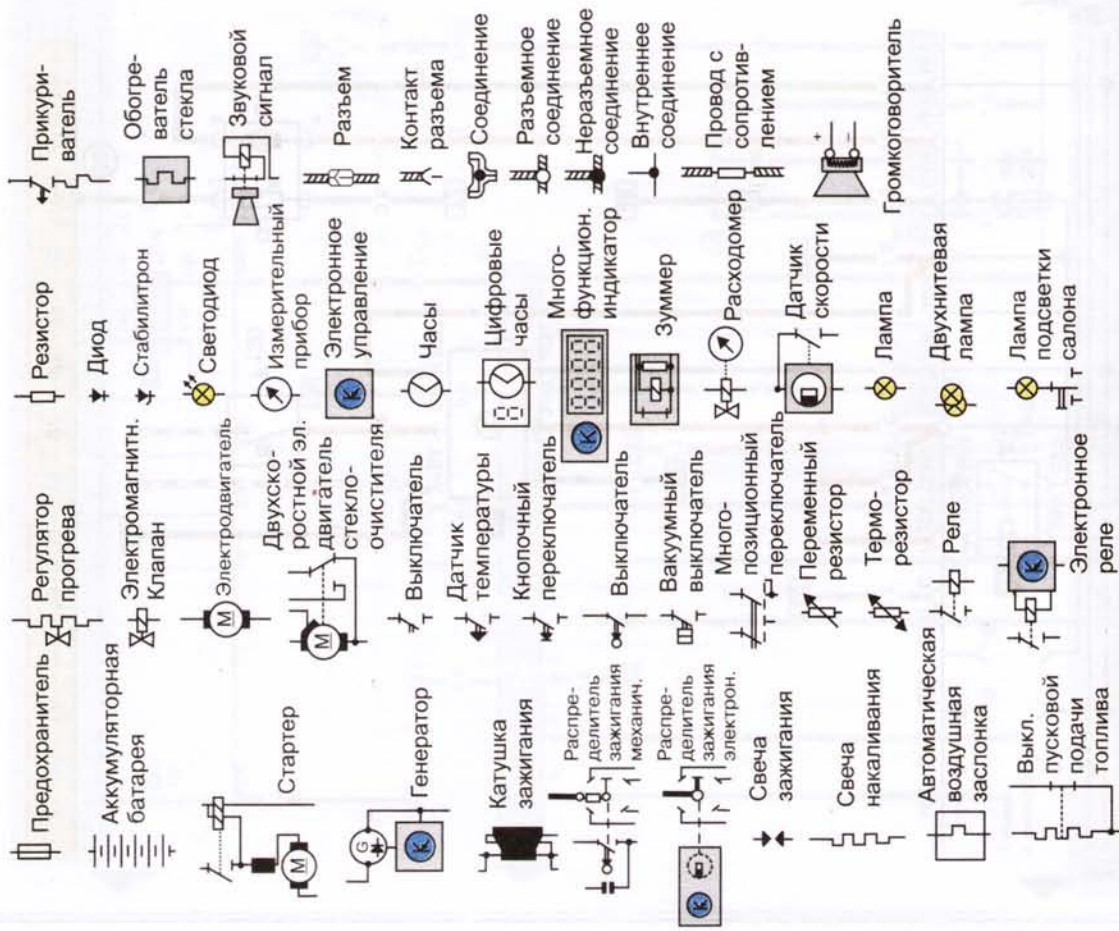 Предохранитель
Аккумуляторная
батарея
Стартер
M
Генератор
G
K
Катушка
зажигания
Распре-
делитель
зажигания
механич.
Распре-
делитель
зажигания
электрон.
K
Свеча
зажигания
Свеча
накаливания
Автоматическая
воздушная
заслонка
Выкл.
пусковой
подачи
топлива
Регулятор
прогрева
Электромагнитн.
Клапан
M
Электродвигатель
Двухско-
ростной эл.
двигатель
стекло-
очистителя
M
Выключатель
Датчик
температуры
Кнопочный
переключатель
Выключатель
Вакуумный
выключатель
Много-
позиционный
переключатель
Переменный
резистор
Термо-
резистор
Реле
K
Электронное
реле
Резистор
Диод
Стабилитрон
Светодиод
Измерительный
прибор
K
Электронное
управление
Часы
8
Цифровые
часы
K
8888
Много-
функцион.
индикатор
Зуммер
Расходомер
Датчик
скорости
Лампа
Двухнитевая
лампа
Лампа
подсветки
салона
Прикури-
ватель
Обогре-
ватель
стекла
Звуковой
сигнал
Разъем
Контакт
разъема
Соединение
Разъемное
соединение
Неразъемное
соединение
Внутреннее
соединение
Провод с
сопротив-
лением
+
−
Громкоговоритель